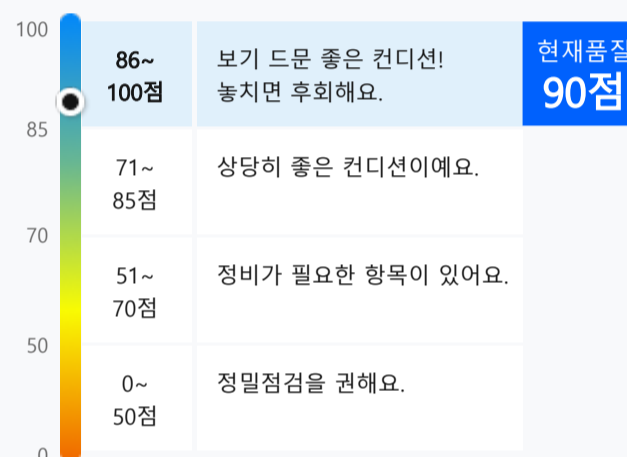 100
86~
100점
보기 드문 좋은 컨디션!
놓치면 후회해요.
현재품질
90점
85
71~
85점
상당히 좋은 컨디션이예요.
70
51~
70점
정비가 필요한 항목이 있어요.
50
0~
50점
정밀점검을 권해요.
0